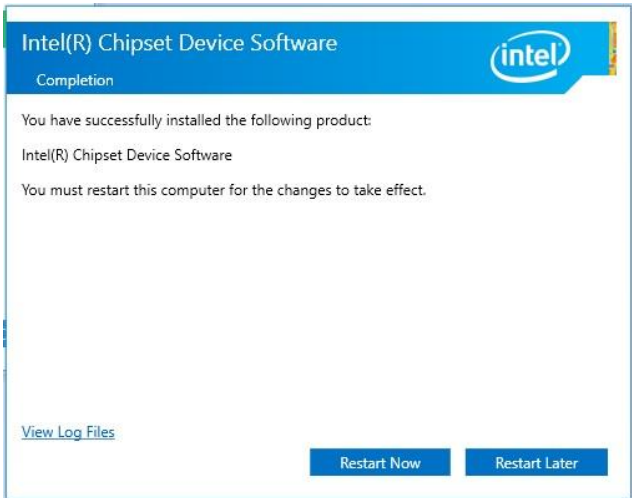 Intel(R) Chipset Device Software
intel
Completion
You have successfully installed the following product:
Intel(R) Chipset Device Software
You must restart this computer for the changes to take effect.
View Log Files
Restart Now
Restart Later